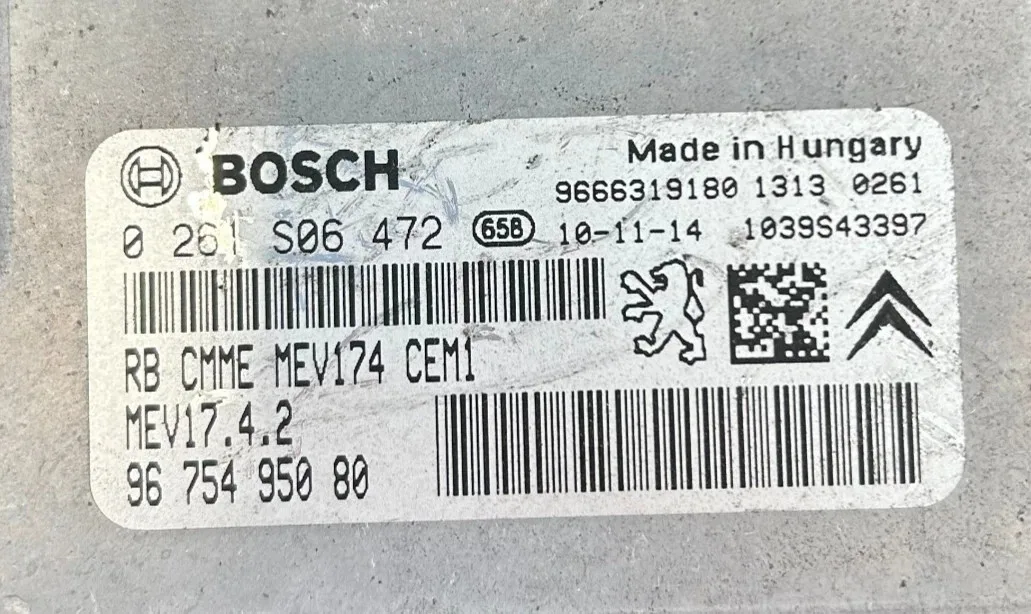 BOSCH
Made in Hungary
9666319180 1313 0261
0 261 S06 472 65B 10-11-14 1039S43397
RB CMME MEV174 CEM1
MEV17.4.2
96 754 950 80